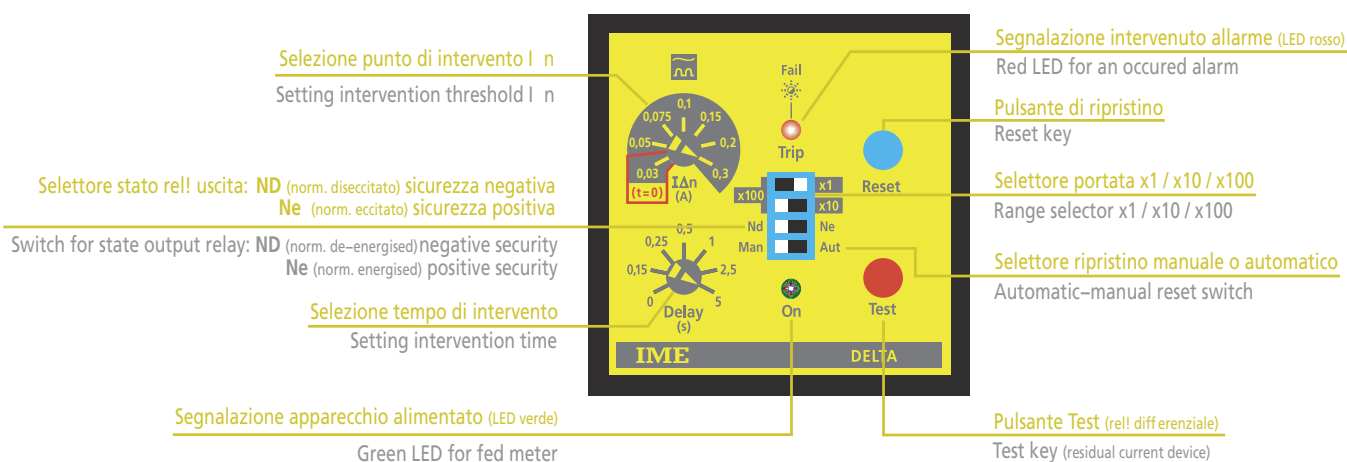 Selezione punto di intervento I n
Setting intervention threshold I n
Selettore stato rel! uscita: ND (norm. diseccitato) sicurezza negativa
Ne (norm. eccitato) sicurezza positiva
Switch for state output relay: ND (norm. de–energised) negative security
Ne (norm. energised) positive security
Selezione tempo di intervento
Setting intervention time
Segnalazione apparecchio alimentato (LED verde)
Green LED for fed meter
0,03
0,05
0,075
0,1
0,15
0,2
0,3
(t=0)
IΔn
(A)
Fail
Trip
Reset
x100
x1
x10
Nd
Ne
Man
Aut
0
0,15
0,25
0,5
1
2,5
5
Delay
(s)
On
Test
IME
DELTA
Segnalazione intervenuto allarme (LED rosso)
Red LED for an occured alarm
Pulsante di ripristino
Reset key
Selettore portata x1 / x10 / x100
Range selector x1 / x10 / x100
Selettore ripristino manuale o automatico
Automatic–manual reset switch
Pulsante Test (rel! diff erenziale)
Test key (residual current device)